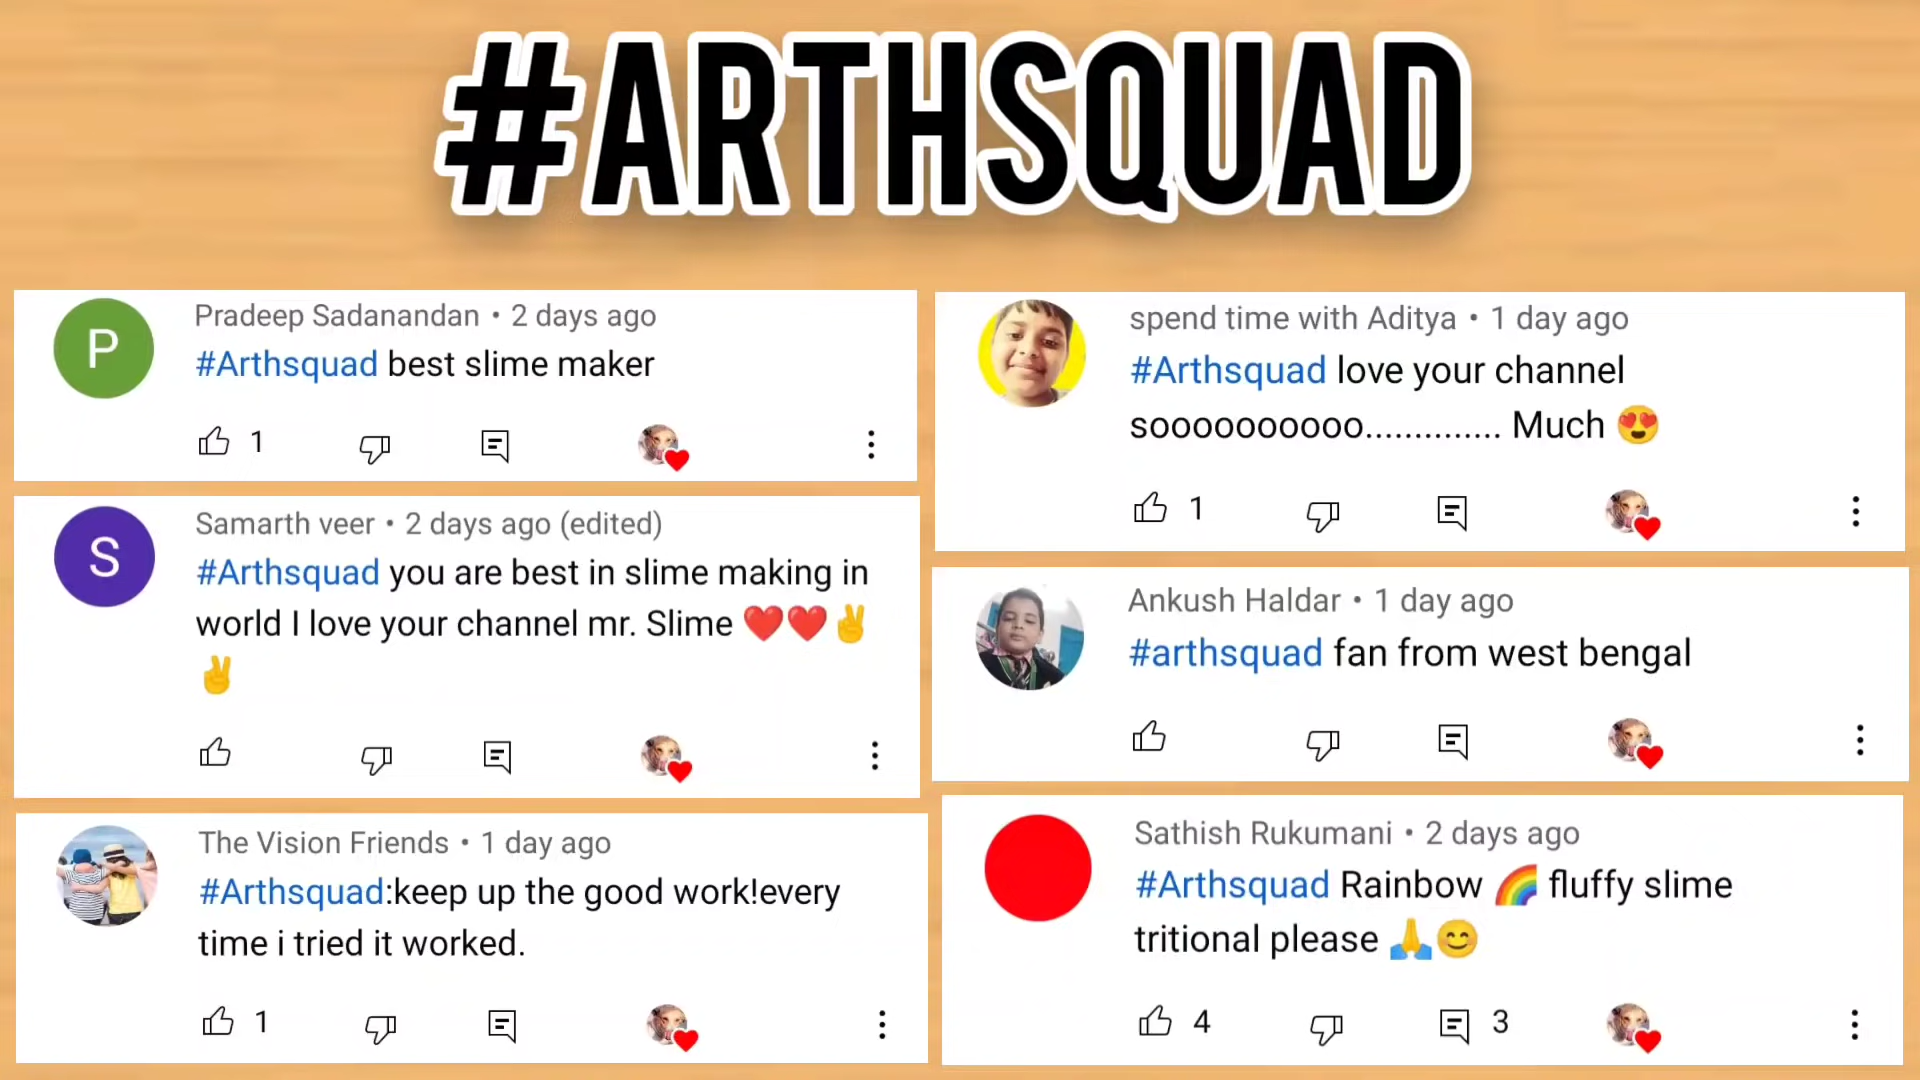 #ARTHSQUAD
P
Pradeep Sadanandan • 2 days ago
#Arthsquad best slime maker
1
S
Samarth veer • 2 days ago (edited)
#Arthsquad you are best in slime making in
world I love your channel mr. Slime ❤️❤️✌️
✌️
The Vision Friends • 1 day ago
#Arthsquad:keep up the good work!every
time i tried it worked.
1
spend time with Aditya • 1 day ago
#Arthsquad love your channel
soooooooooo.............. Much 😍
1
Ankush Haldar • 1 day ago
#arthsquad fan from west bengal
Sathish Rukumani • 2 days ago
#Arthsquad Rainbow 🌈 fluffy slime
tritional please 🙏😊
4 3